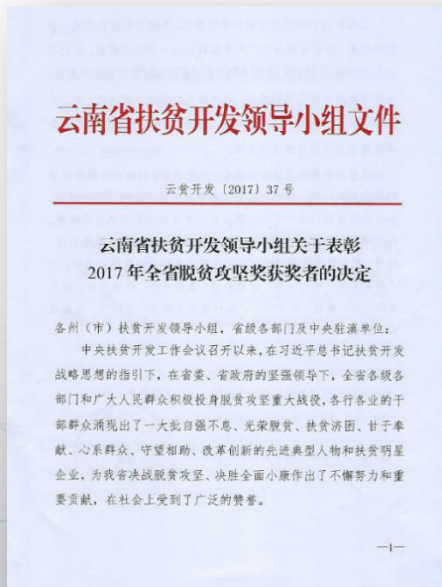 云南省扶贫开发领导小组文件
云贫开发〔2017〕37号
云南省扶贫开发领导小组关于表彰
2017年全省脱贫攻坚奖获奖者的决定
各州（市）扶贫开发领导小组，省级各部门及中央驻滇单位：
中央扶贫开发工作会议召开以来，在习近平总书记扶贫开发
战略思想的指引下，在省委、省政府的坚强领导下，全省各级各
部门和广大人民群众积极投身脱贫攻坚重大战役，各行各业的干
部群众涌现出了一大批自强不息、光荣脱贫、扶贫济困、甘于奉
献、心系群众、守望相助、改革创新的先进典型人物和扶贫明星
企业，为我省决战脱贫攻坚、决胜全面小康作出了不懈努力和重
要贡献，在社会上受到了广泛的赞誉。
—1—